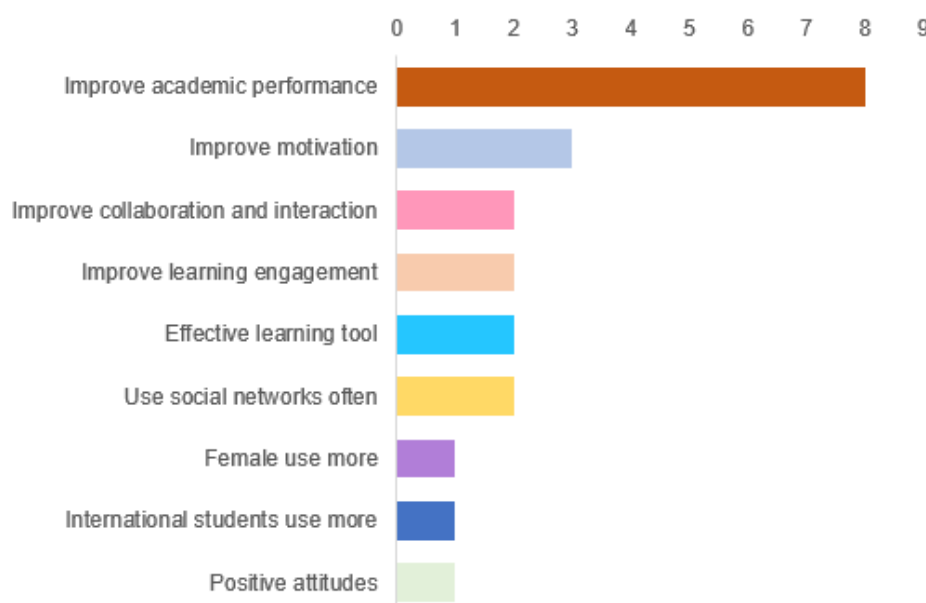 0 1 2 3 4 5 6 7 8 9
Improve academic performance
Improve motivation
Improve collaboration and interaction
Improve learning engagement
Effective learning tool
Use social networks often
Female use more
International students use more
Positive attitudes